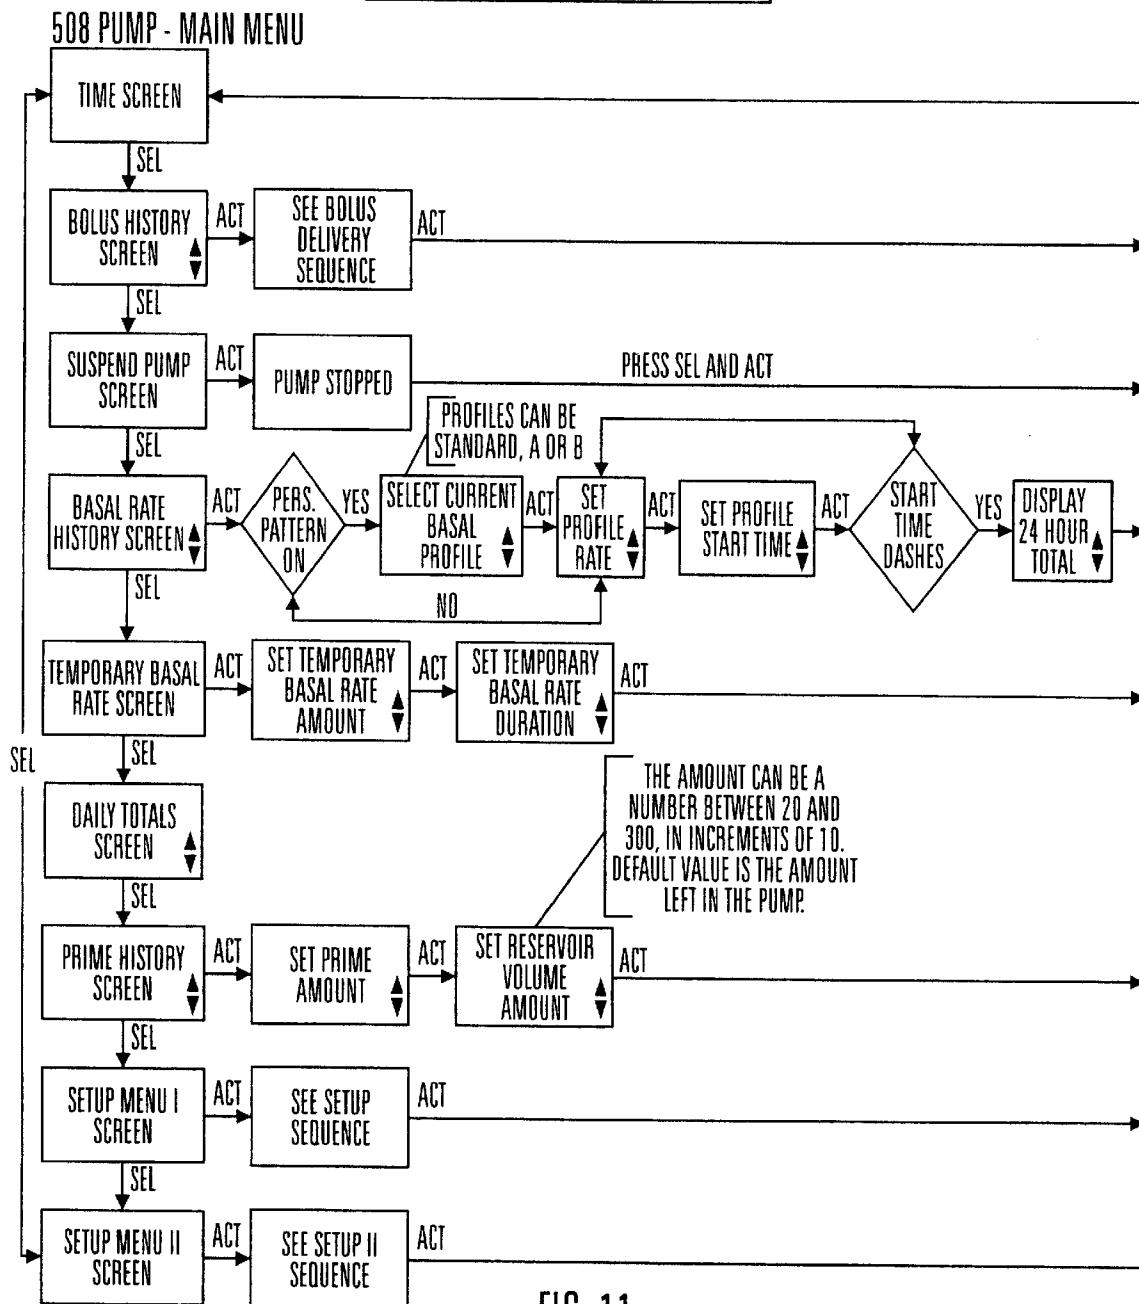 508 PUMP - MAIN MENU
TIME SCREEN
SEL
BOLUS HISTORY
SCREEN
ACT
SEE BOLUS
DELIVERY
SEQUENCE
ACT
SEL
SUSPEND PUMP
SCREEN
ACT
PUMP STOPPED
PRESS SEL AND ACT
SEL
PROFILES CAN BE
STANDARD, A OR B
BASAL RATE
HISTORY SCREEN
ACT
PERS.
PATTERN
ON
YES
SELECT CURRENT
BASAL
PROFILE
ACT
SET
PROFILE
RATE
ACT
SET PROFILE
START TIME
ACT
START
TIME
DASHES
YES
DISPLAY
24 HOUR
TOTAL
NO
SEL
TEMPORARY BASAL
RATE SCREEN
ACT
SET TEMPORARY
BASAL RATE
AMOUNT
ACT
SET TEMPORARY
BASAL RATE
DURATION
ACT
SEL
SEL
DAILY TOTALS
SCREEN
THE AMOUNT CAN BE A
NUMBER BETWEEN 20 AND
300, IN INCREMENTS OF 10.
DEFAULT VALUE IS THE AMOUNT
LEFT IN THE PUMP.
SEL
PRIME HISTORY
SCREEN
ACT
SET PRIME
AMOUNT
ACT
SET RESERVOIR
VOLUME
AMOUNT
ACT
SEL
SETUP MENU I
SCREEN
ACT
SEE SETUP
SEQUENCE
ACT
SEL
SETUP MENU II
SCREEN
ACT
SEE SETUP II
SEQUENCE
ACT
FIG. 11